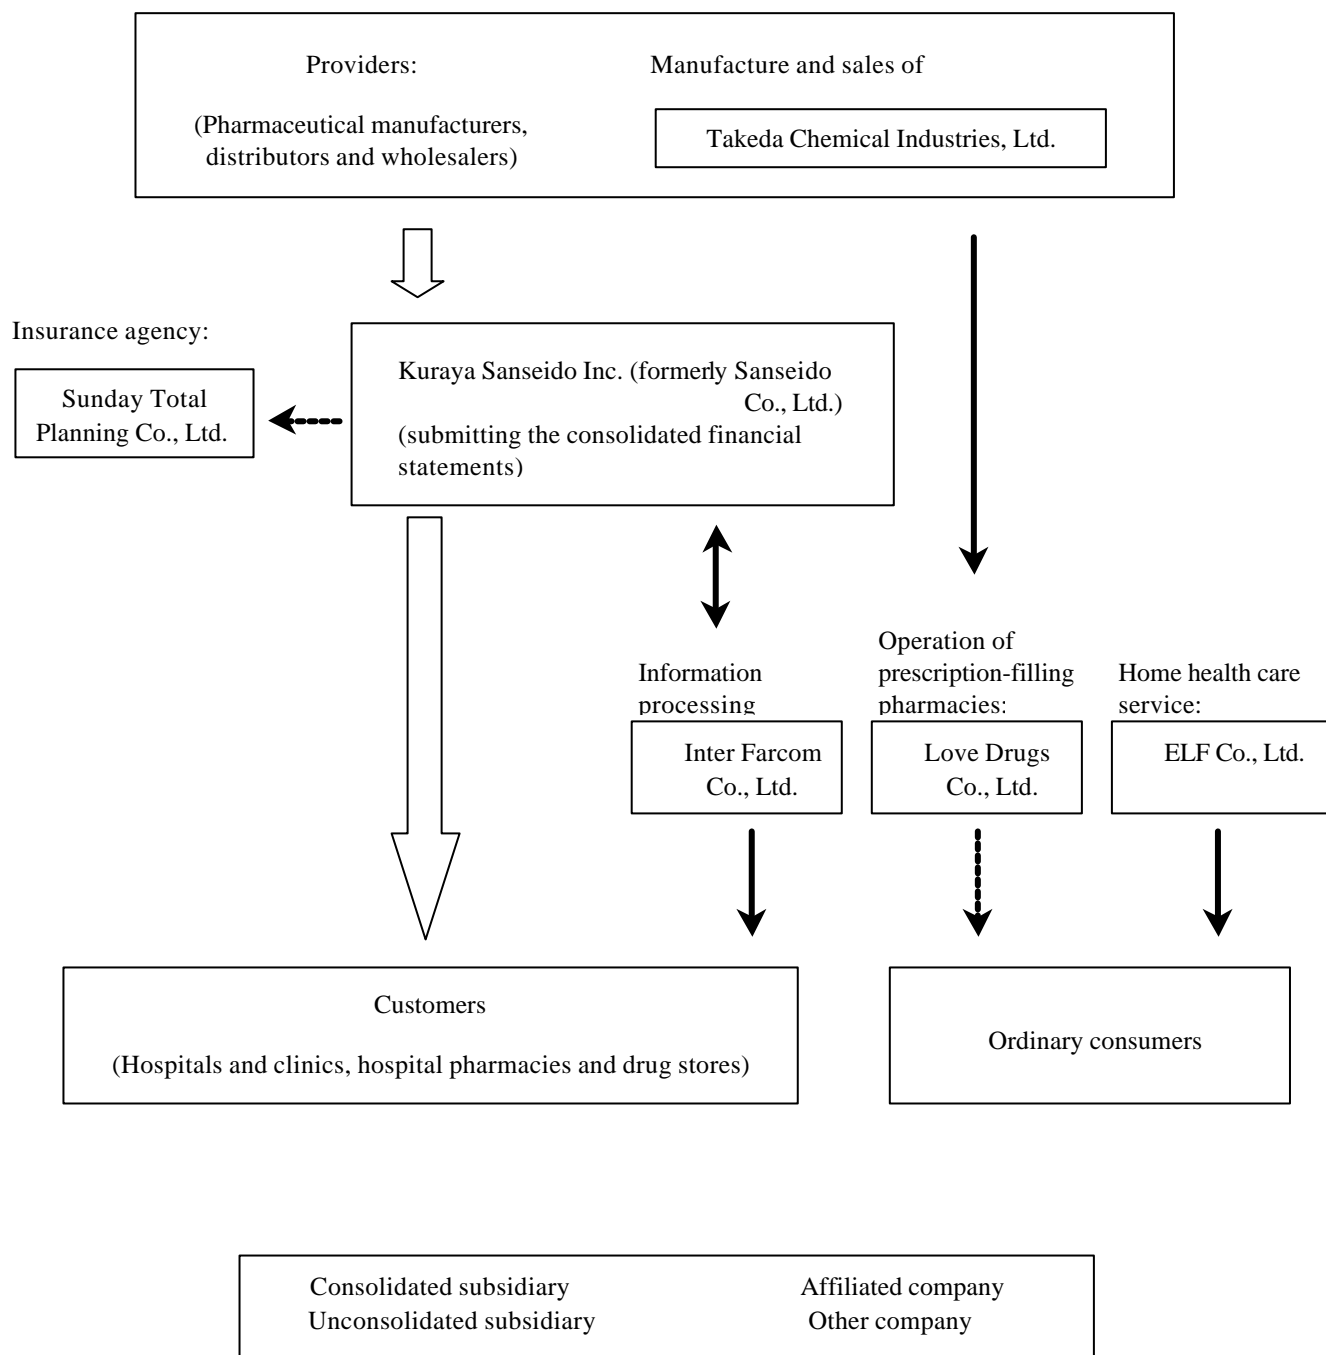 Providers:
Manufacture and sales of
(Pharmaceutical manufacturers,
distributors and wholesalers)
Takeda Chemical Industries, Ltd.
Insurance agency:
Sunday Total
Planning Co., Ltd.
Kuraya Sanseido Inc. (formerly Sanseido
Co., Ltd.)
(submitting the consolidated financial
statements)
Information
processing
Operation of
prescription-filling
pharmacies:
Home health care
service:
Inter Farcom
Co., Ltd.
Love Drugs
Co., Ltd.
ELF Co., Ltd.
Customers
(Hospitals and clinics, hospital pharmacies and drug stores)
Ordinary consumers
Consolidated subsidiary
Affiliated company
Unconsolidated subsidiary
Other company